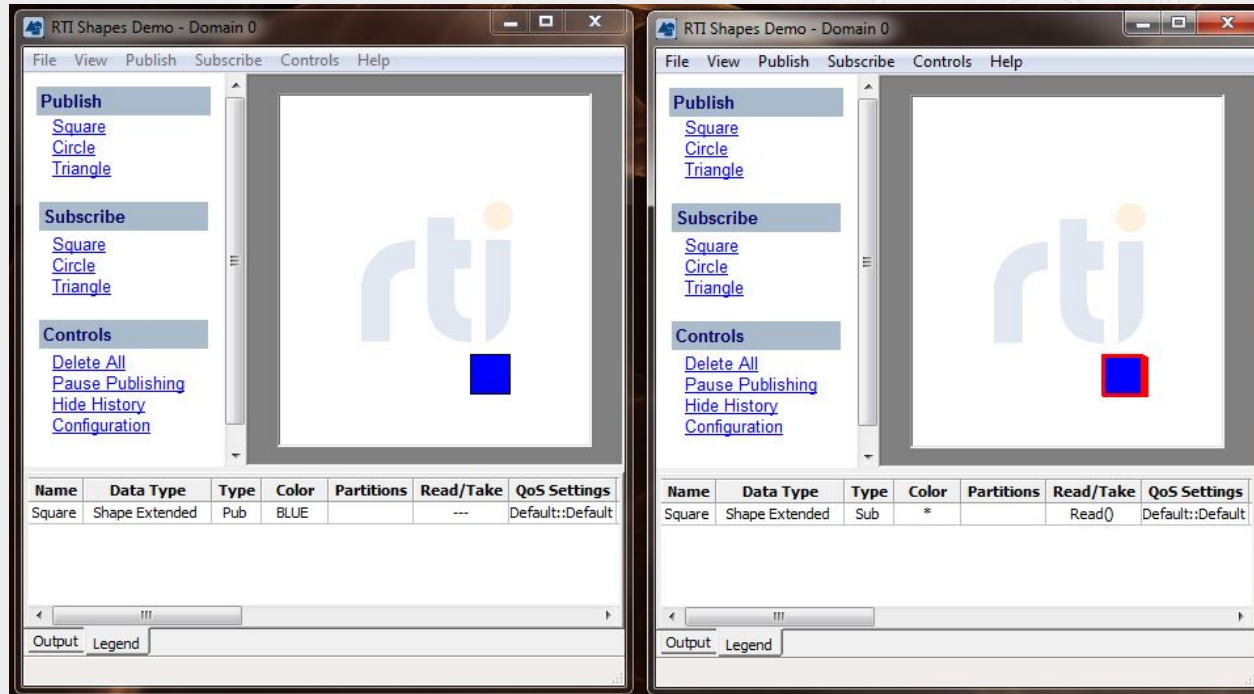 RTI Shapes Demo - Domain 0
File View Publish Subscribe Controls Help
Publish
Square
Circle
Triangle
Subscribe
Square
Circle
Triangle
Controls
Delete All
Pause Publishing
Hide History
Configuration
rti
Name Data Type Type Color Partitions Read/Take QoS Settings
Square Shape Extended Pub BLUE --- Default::Default
Output Legend
RTI Shapes Demo - Domain 0
File View Publish Subscribe Controls Help
Publish
Square
Circle
Triangle
Subscribe
Square
Circle
Triangle
Controls
Delete All
Pause Publishing
Hide History
Configuration
rti
Name Data Type Type Color Partitions Read/Take QoS Settings
Square Shape Extended Sub * Read() Default::Default
Output Legend